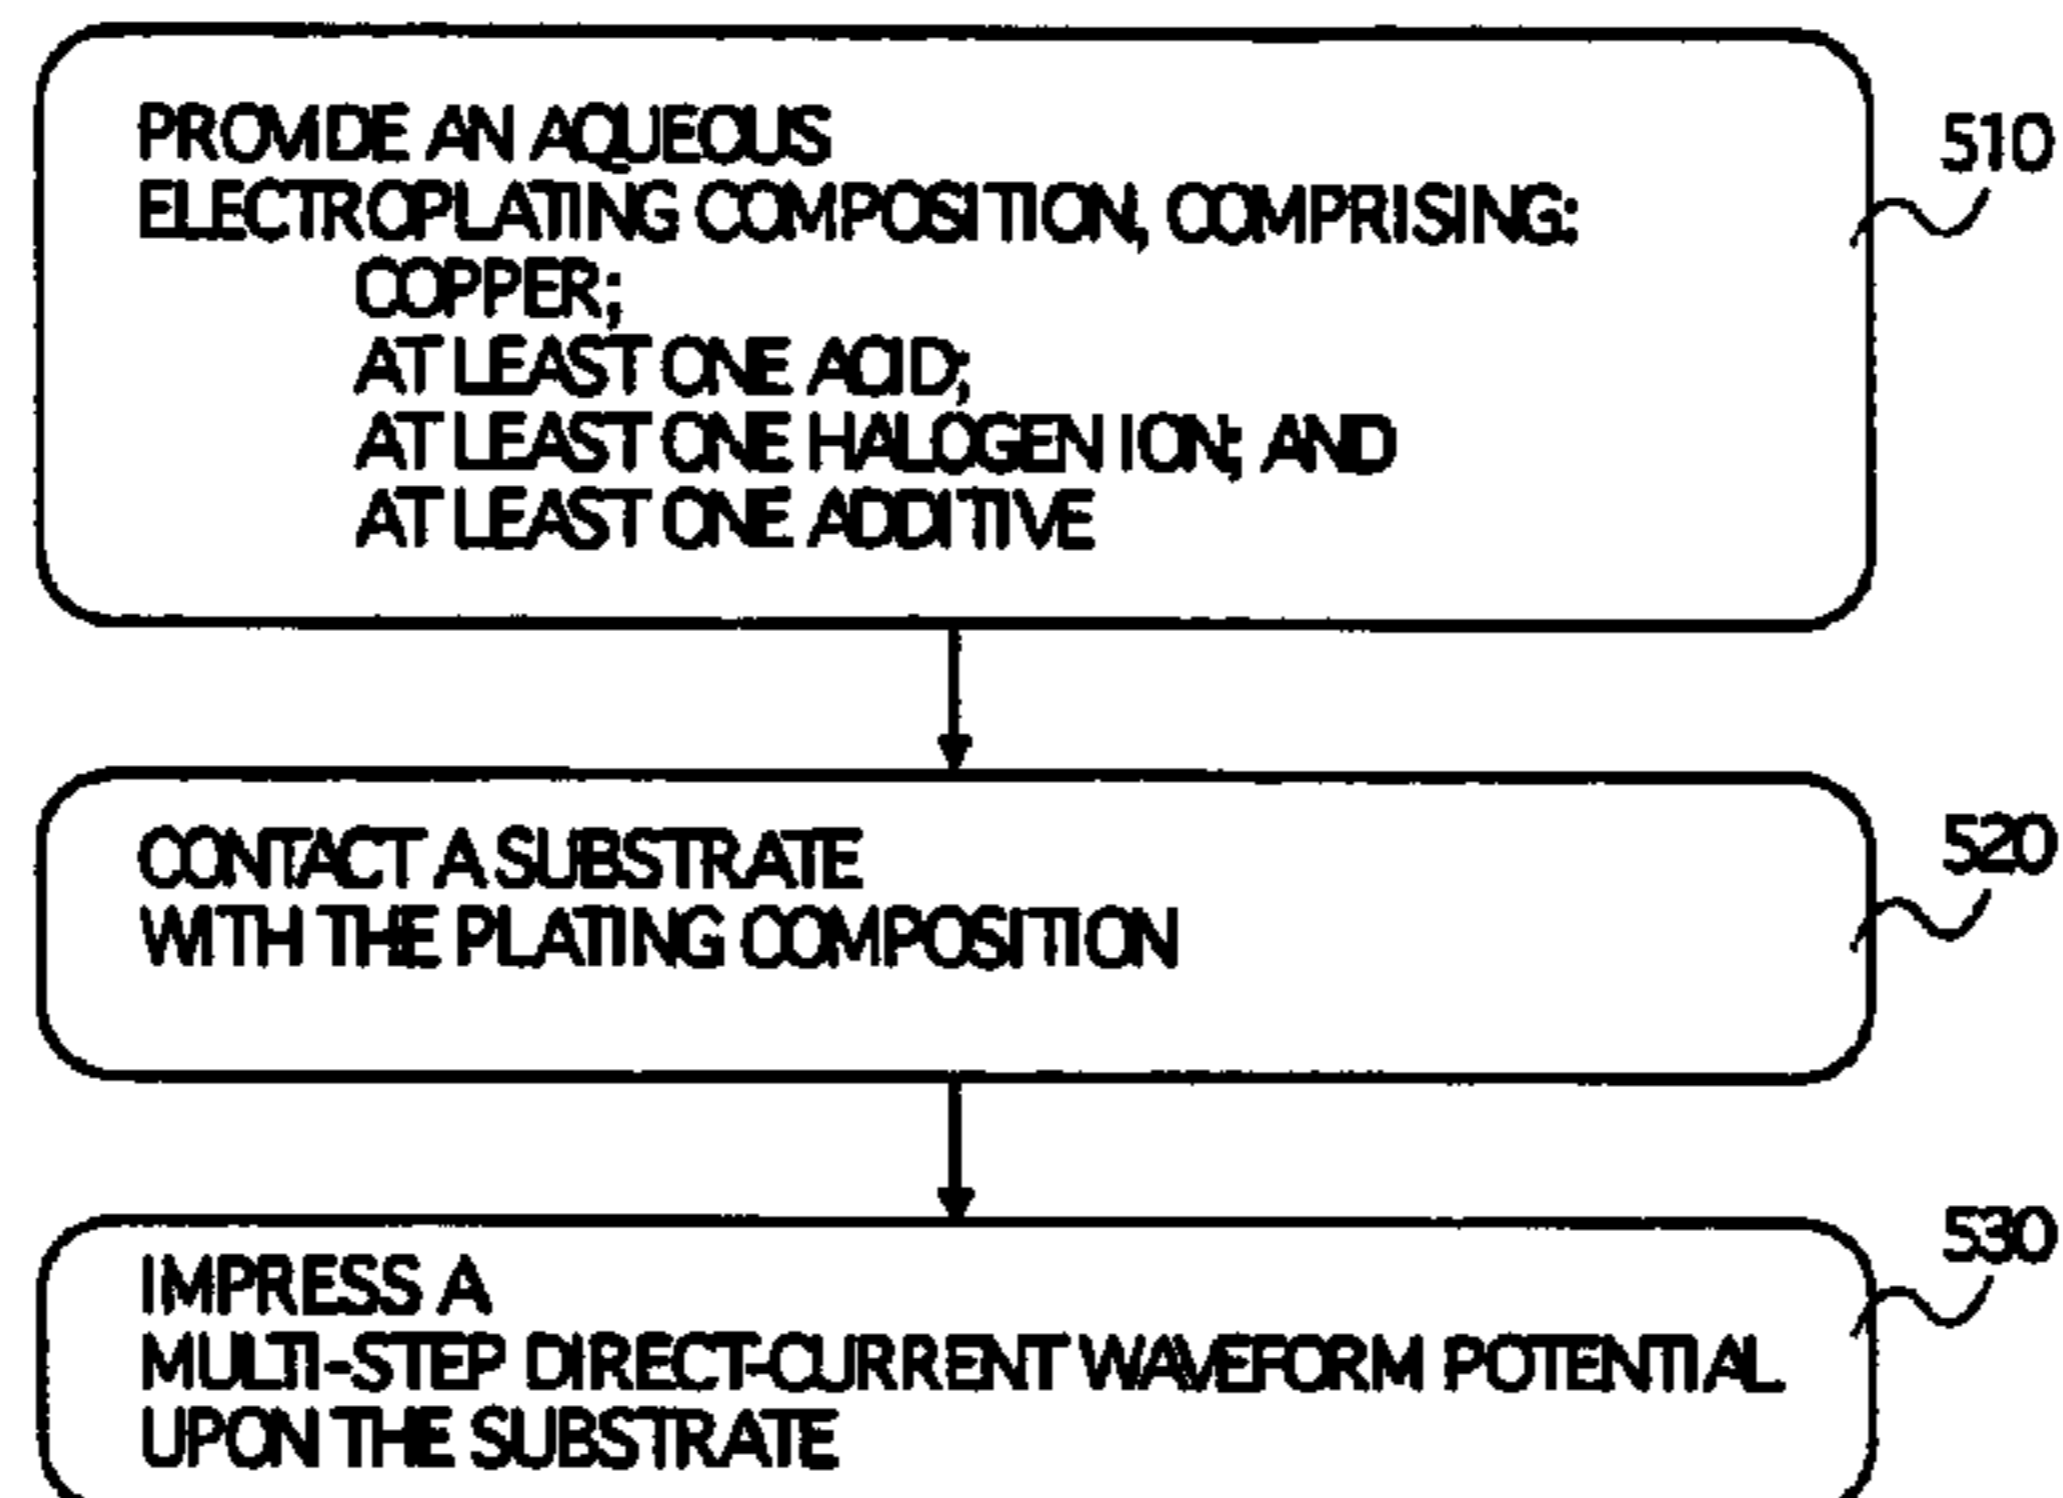 PROVIDE AN AQUEOUS
ELECTROPLATING COMPOSITION, COMPRISING:
COPPER;
AT LEAST ONE ACID;
AT LEAST ONE HALOGEN ION; AND
AT LEAST ONE ADDITIVE
510
CONTACT A SUBSTRATE
WITH THE PLATING COMPOSITION
520
IMPRESS A
MULTI-STEP DIRECT-CURRENT WAVEFORM POTENTIAL
UPON THE SUBSTRATE
530